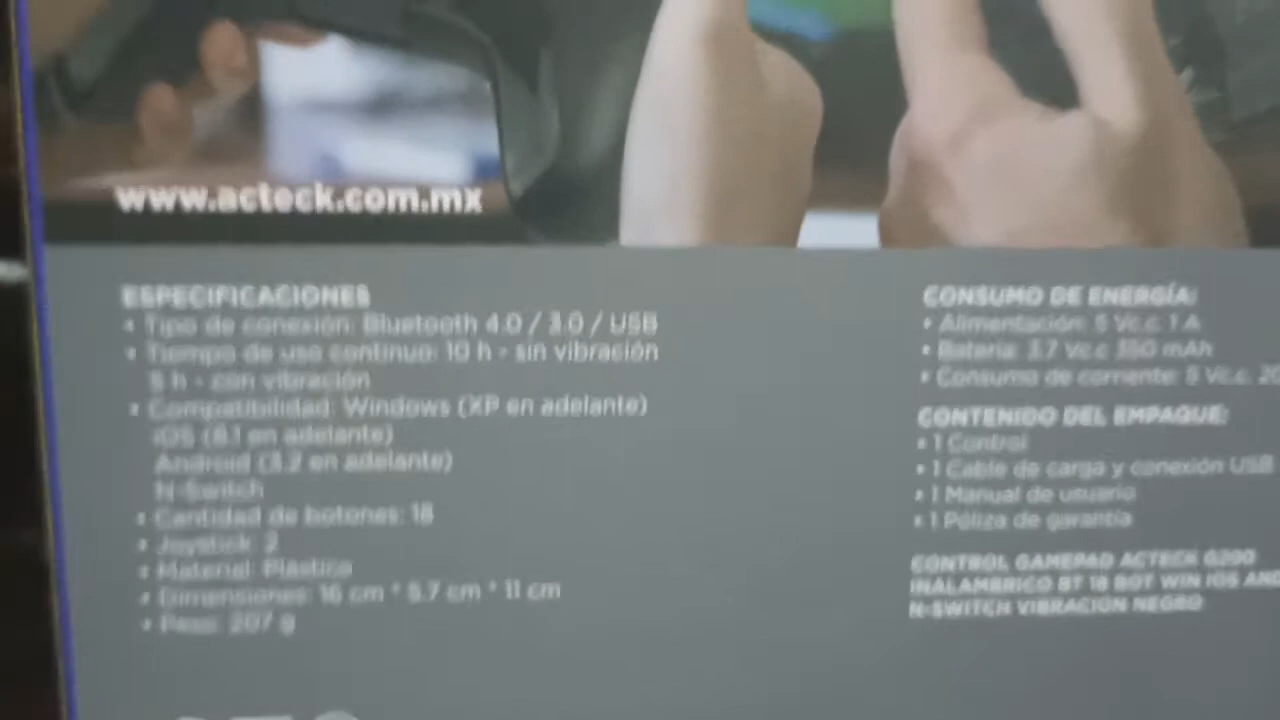 www.acteck.com.mx
ESPECIFICACIONES
• Tipo de conexión: Bluetooth 4.0 / 3.0 / USB
• Tiempo de uso continuo: 10 h - sin vibración
5 h - con vibración
• Compatibilidad: Windows (XP en adelante)
iOS (6.1 en adelante)
Android (3.2 en adelante)
N-Switch
• Cantidad de botones: 18
• Joystick: 2
• Material: Plástico
• Dimensiones: 16 cm * 5.7 cm * 11 cm
• Peso: 207 g
CONSUMO DE ENERGÍA:
• Alimentación: 5 Vc.c. 1 A
• Batería: 3.7 Vc.c 350 mAh
• Consumo de corriente: 5 Vc.c.
CONTENIDO DEL EMPAQUE:
• 1 Control
• 1 Cable de carga y conexión USB
• 1 Manual de usuario
• 1 Póliza de garantía
CONTROL GAMEPAD ACTECK G200
INALAMBRICO BT 18 BOT WIN IOS AND
N-SWITCH VIBRACION NEGRO